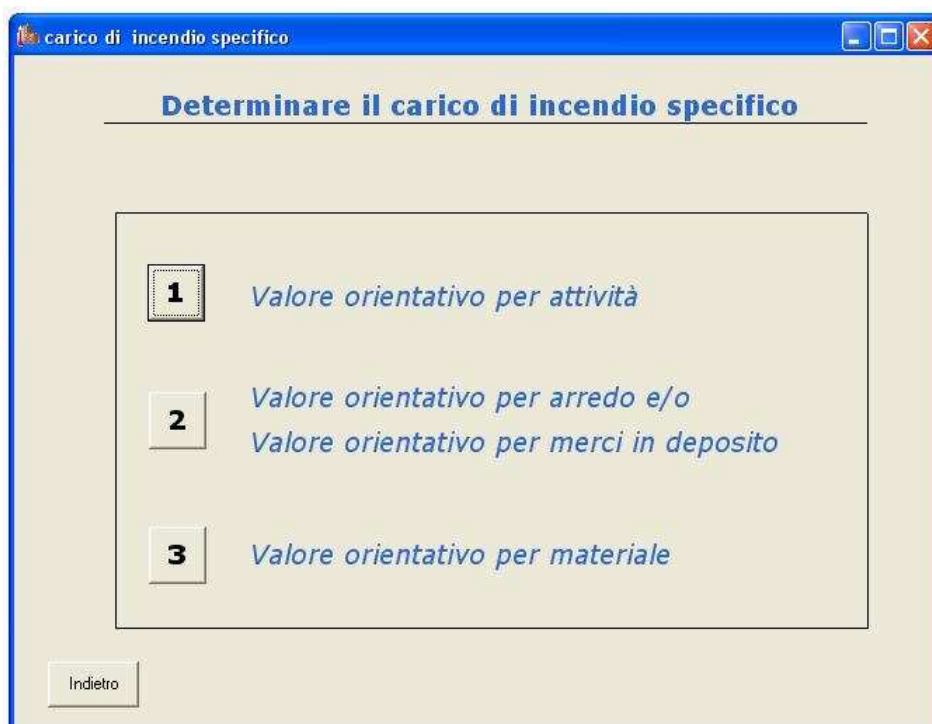 carico di incendio specifico
Determinare il carico di incendio specifico
1
Valore orientativo per attività
2
Valore orientativo per arredo e/o
Valore orientativo per merci in deposito
3
Valore orientativo per materiale
Indietro